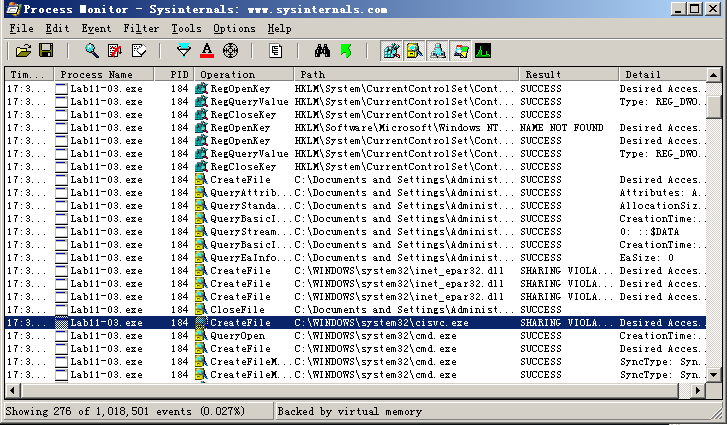 Process Monitor - Sysinternals: www.sysinternals.com
File Edit Event Filter Tools Options Help
Tim... Process Name PID Operation Path Result Detail
17:3... Lab11-03.exe 184 RegOpenKey HKLM\System\CurrentControlSet\Cont... SUCCESS Desired Acces...
17:3... Lab11-03.exe 184 RegQueryValue HKLM\System\CurrentControlSet\Cont... SUCCESS Type: REG_DWO...
17:3... Lab11-03.exe 184 RegCloseKey HKLM\System\CurrentControlSet\Cont... SUCCESS
17:3... Lab11-03.exe 184 RegOpenKey HKLM\Software\Microsoft\Windows NT... NAME NOT FOUND Desired Acces...
17:3... Lab11-03.exe 184 RegOpenKey HKLM\System\CurrentControlSet\Cont... SUCCESS Desired Acces...
17:3... Lab11-03.exe 184 RegQueryValue HKLM\System\CurrentControlSet\Cont... SUCCESS Type: REG_DWO...
17:3... Lab11-03.exe 184 RegCloseKey HKLM\System\CurrentControlSet\Cont... SUCCESS
17:3... Lab11-03.exe 184 CreateFile C:\Documents and Settings\Administ... SUCCESS Desired Acces...
17:3... Lab11-03.exe 184 QueryAttrib... C:\Documents and Settings\Administ... SUCCESS Attributes: A...
17:3... Lab11-03.exe 184 QueryStanda... C:\Documents and Settings\Administ... SUCCESS AllocationSiz...
17:3... Lab11-03.exe 184 QueryBasicI... C:\Documents and Settings\Administ... SUCCESS CreationTime:...
17:3... Lab11-03.exe 184 QueryStream... C:\Documents and Settings\Administ... SUCCESS 0: ::$DATA
17:3... Lab11-03.exe 184 QueryBasicI... C:\Documents and Settings\Administ... SUCCESS CreationTime:...
17:3... Lab11-03.exe 184 QueryEaInfo... C:\Documents and Settings\Administ... SUCCESS EaSize: 0
17:3... Lab11-03.exe 184 CreateFile C:\WINDOWS\system32\inet_epar32.dll SHARING VIOLA... Desired Acces...
17:3... Lab11-03.exe 184 CreateFile C:\WINDOWS\system32\inet_epar32.dll SHARING VIOLA... Desired Acces...
17:3... Lab11-03.exe 184 CloseFile C:\Documents and Settings\Administ... SUCCESS
17:3... Lab11-03.exe 184 CreateFile C:\WINDOWS\system32\cisvc.exe SHARING VIOLA... Desired Acces...
17:3... Lab11-03.exe 184 QueryOpen C:\WINDOWS\system32\cmd.exe SUCCESS CreationTime:...
17:3... Lab11-03.exe 184 CreateFile C:\WINDOWS\system32\cmd.exe SUCCESS Desired Acces...
17:3... Lab11-03.exe 184 CreateFileM... C:\WINDOWS\system32\cmd.exe SUCCESS SyncType: Syn...
17:3... Lab11-03.exe 184 CreateFileM... C:\WINDOWS\system32\cmd.exe SUCCESS SyncType: Syn...
Showing 276 of 1,018,501 events (0.027%) Backed by virtual memory